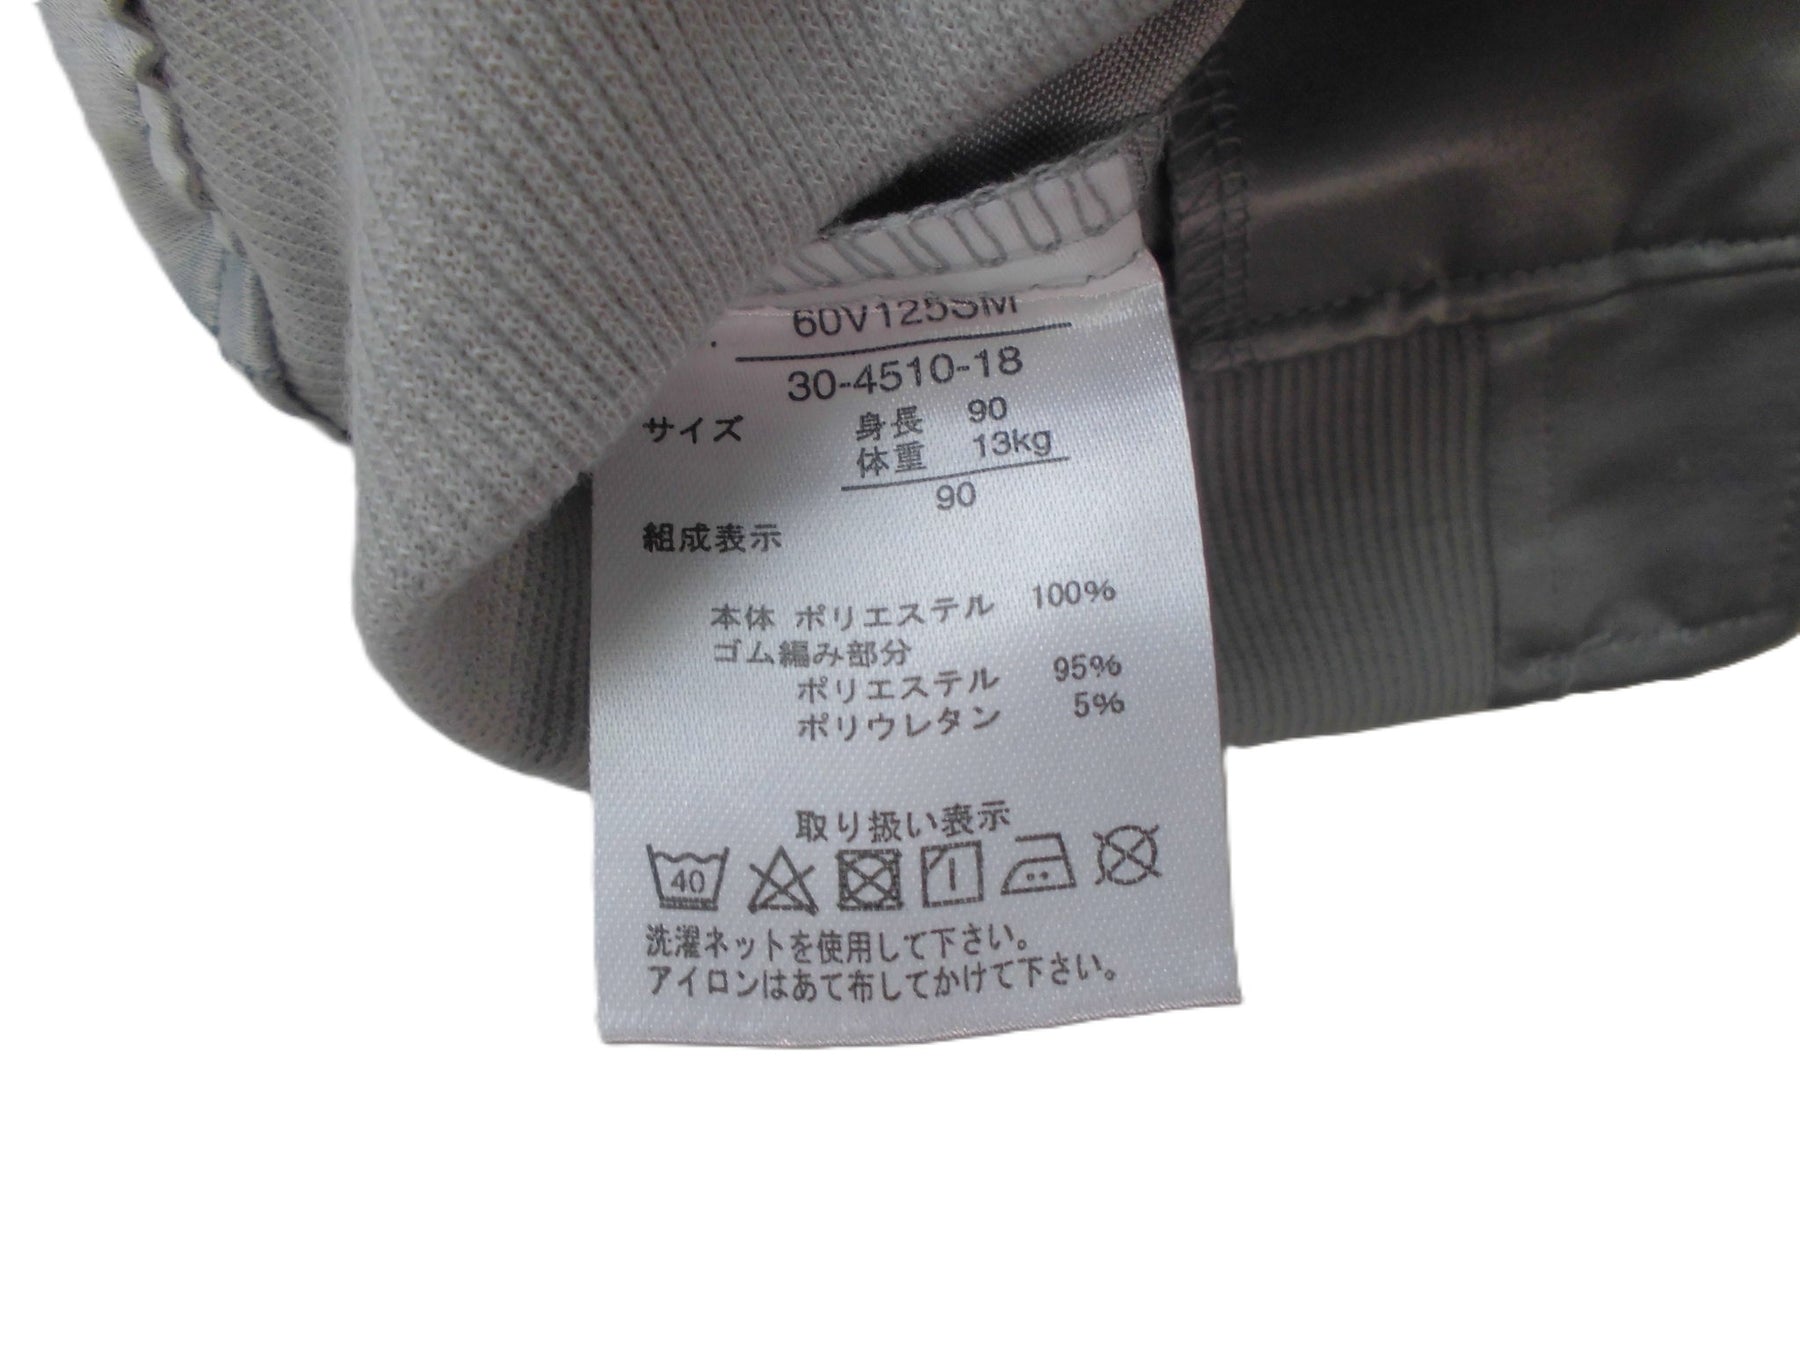 60V125SM
30-4510-18
サイズ 身長 90
体重 13kg
90
組成表示
本体 ポリエステル 100%
ゴム編み部分
ポリエステル 95%
ポリウレタン 5%
取り扱い表示
40
洗濯ネットを使用して下さい。
アイロンはあて布してかけて下さい。